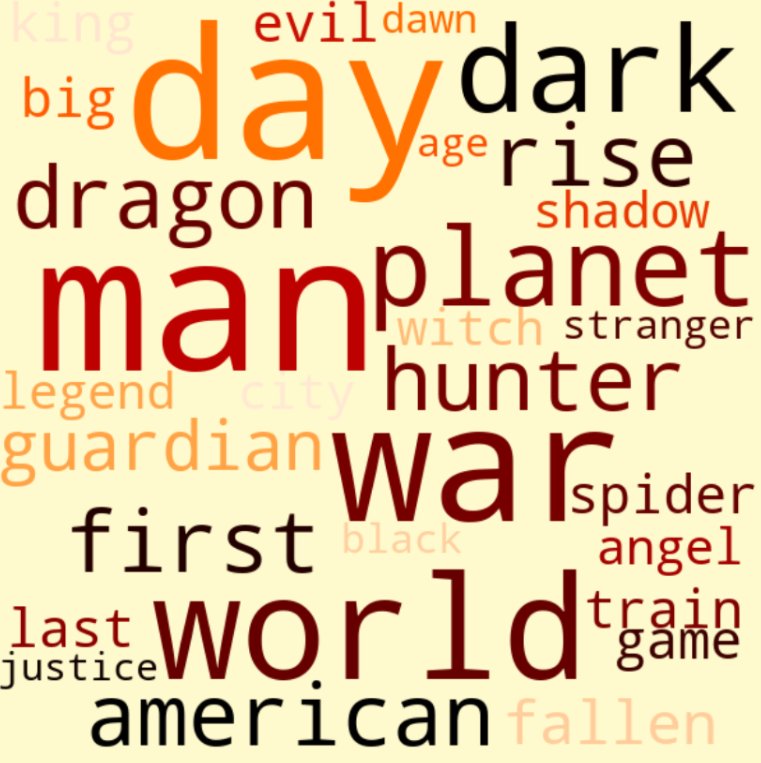 king evil dawn
big day dark
age rise
dragon shadow
man planet
witch stranger
legend city hunter
guardian war
spider
first black angel
last world train
justice game
american fallen